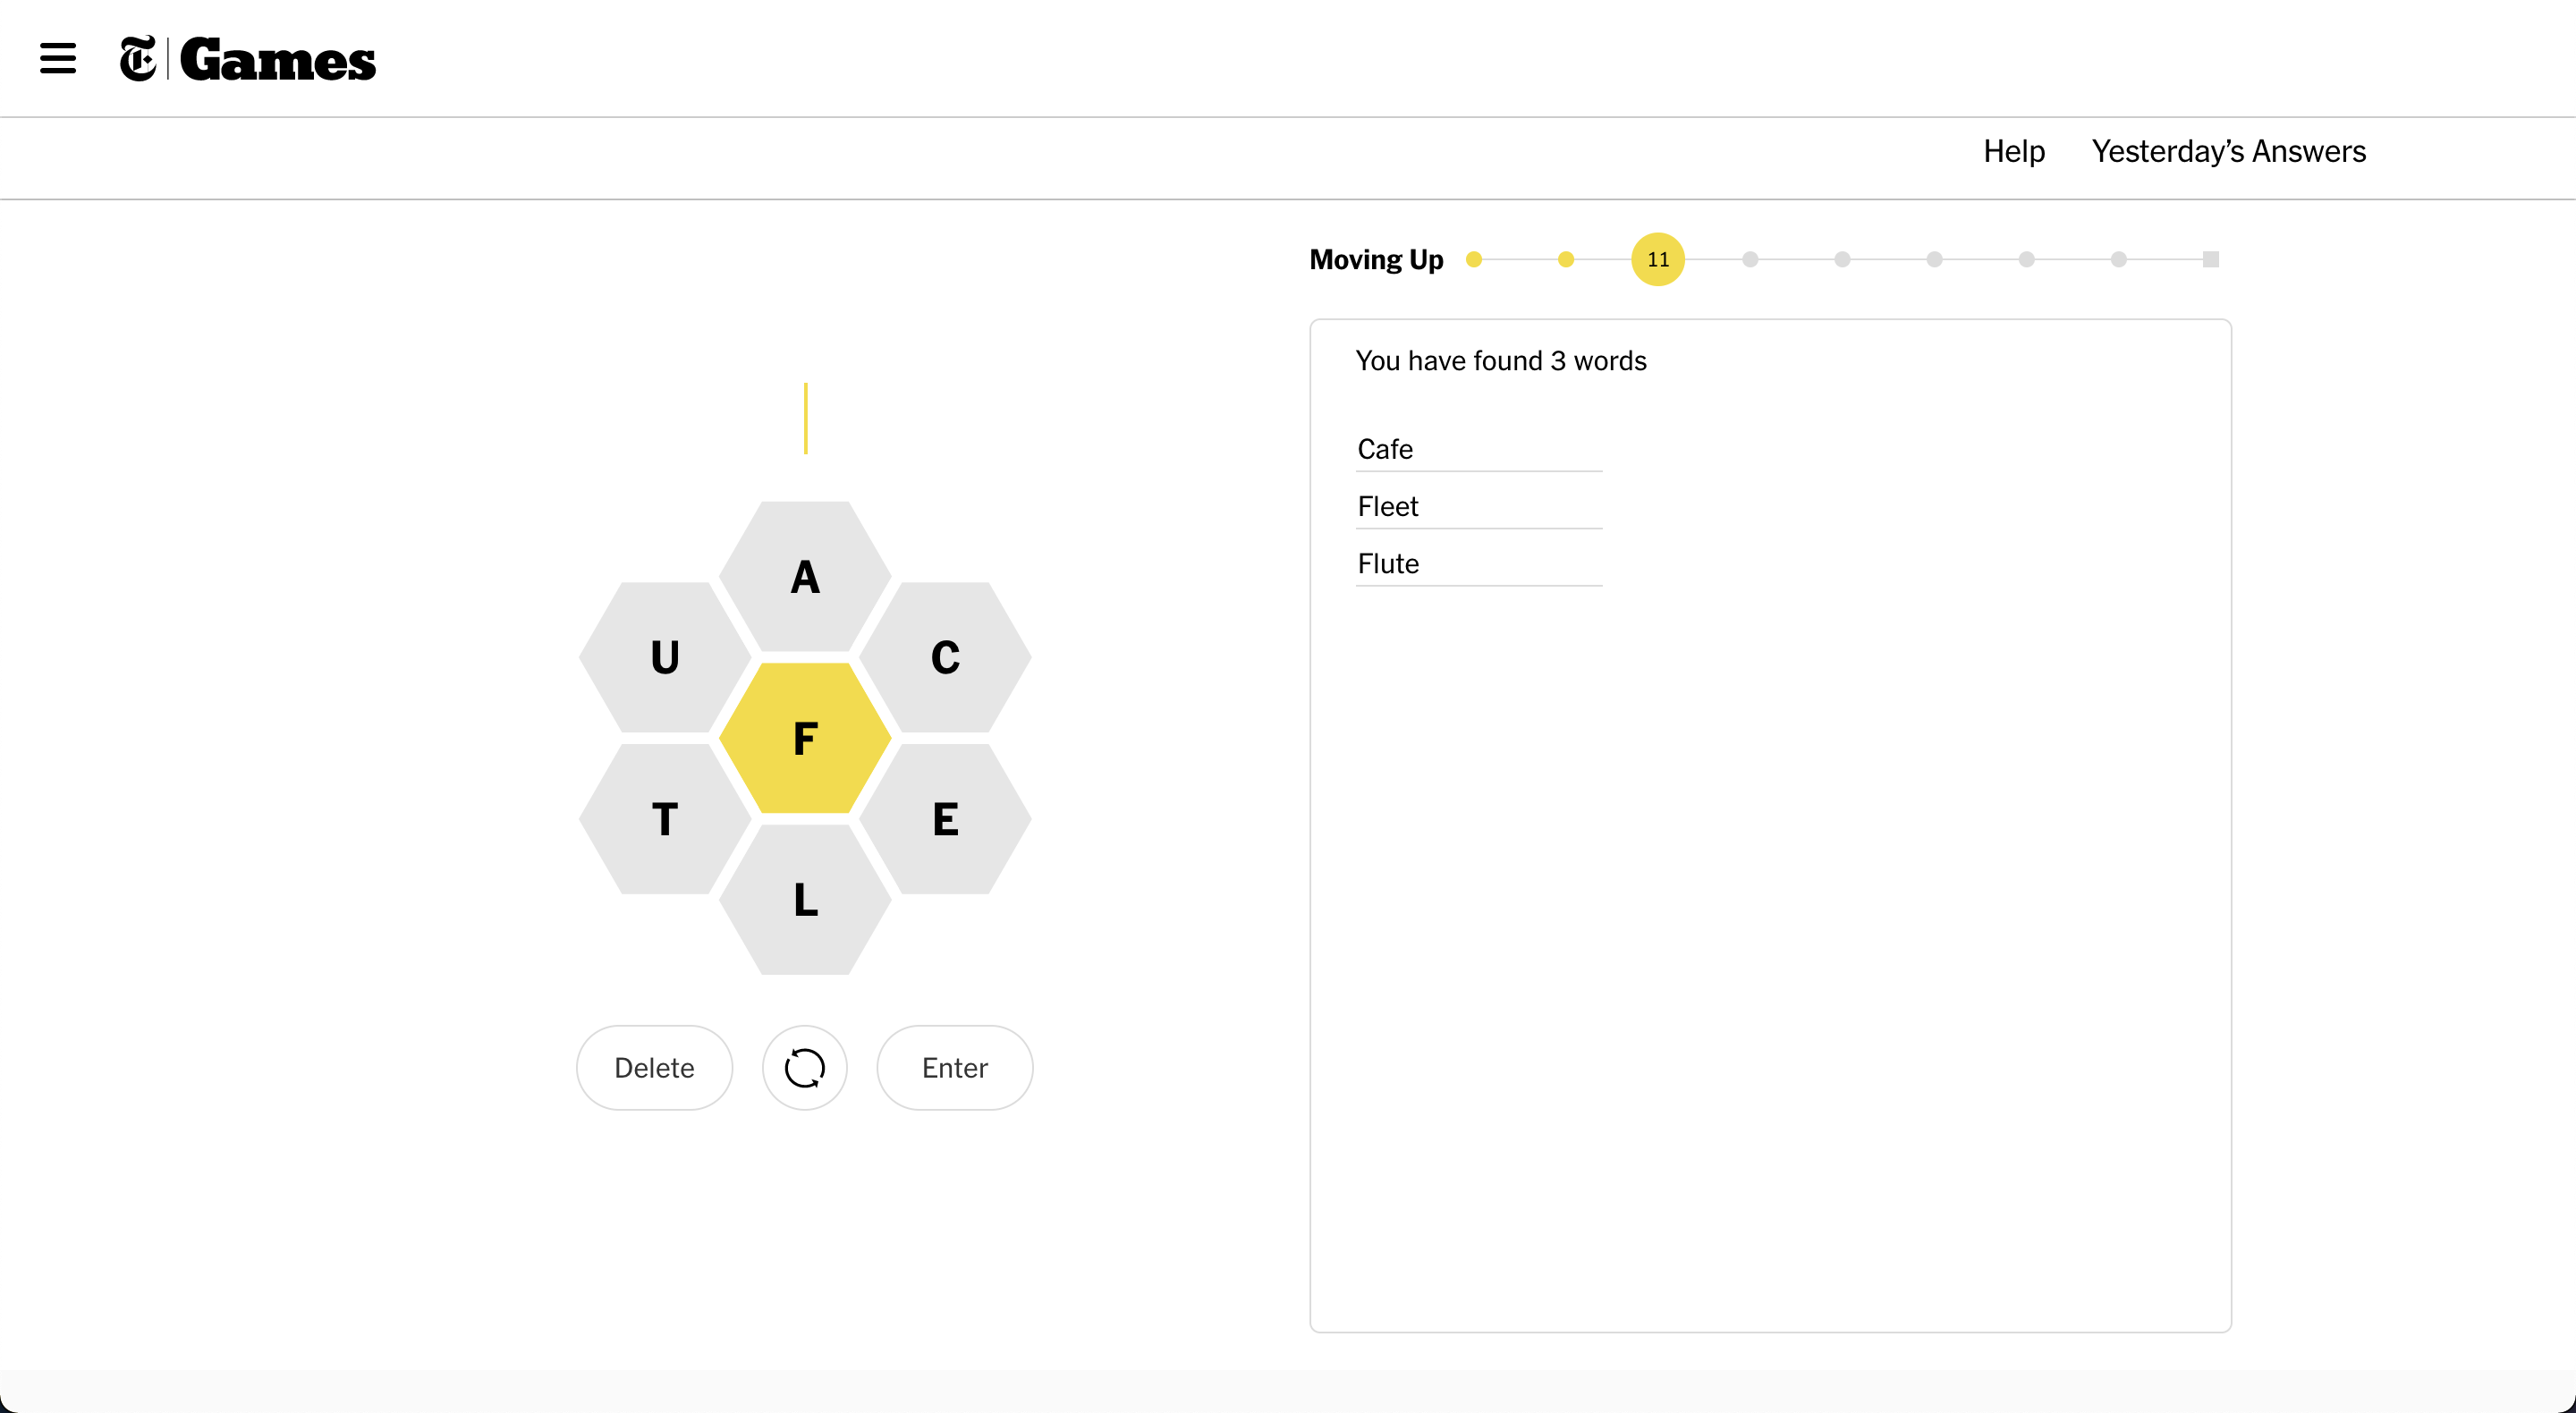 T Games
Help Yesterday’s Answers
Moving Up 11
You have found 3 words
Cafe
Fleet
Flute
A
U C
F
T E
L
Delete Enter